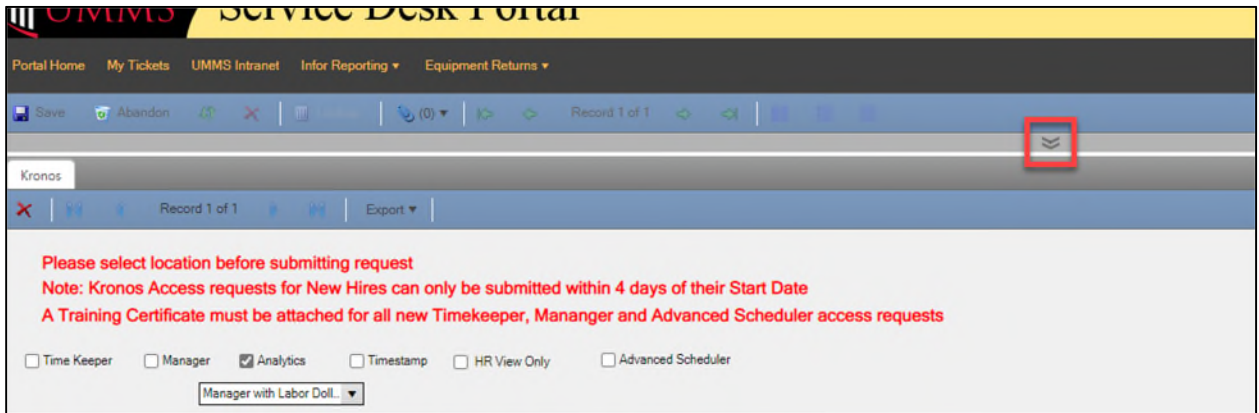 UMMS Service Desk Portal
Portal Home My Tickets UMMS Intranet Infor Reporting Equipment Returns
Save Abandon (0) Record 1 of 1
Kronos
Record 1 of 1 Export
Please select location before submitting request
Note: Kronos Access requests for New Hires can only be submitted within 4 days of their Start Date
A Training Certificate must be attached for all new Timekeeper, Mananger and Advanced Scheduler access requests
Time Keeper Manager Analytics Timestamp HR View Only Advanced Scheduler
Manager with Labor Doll..